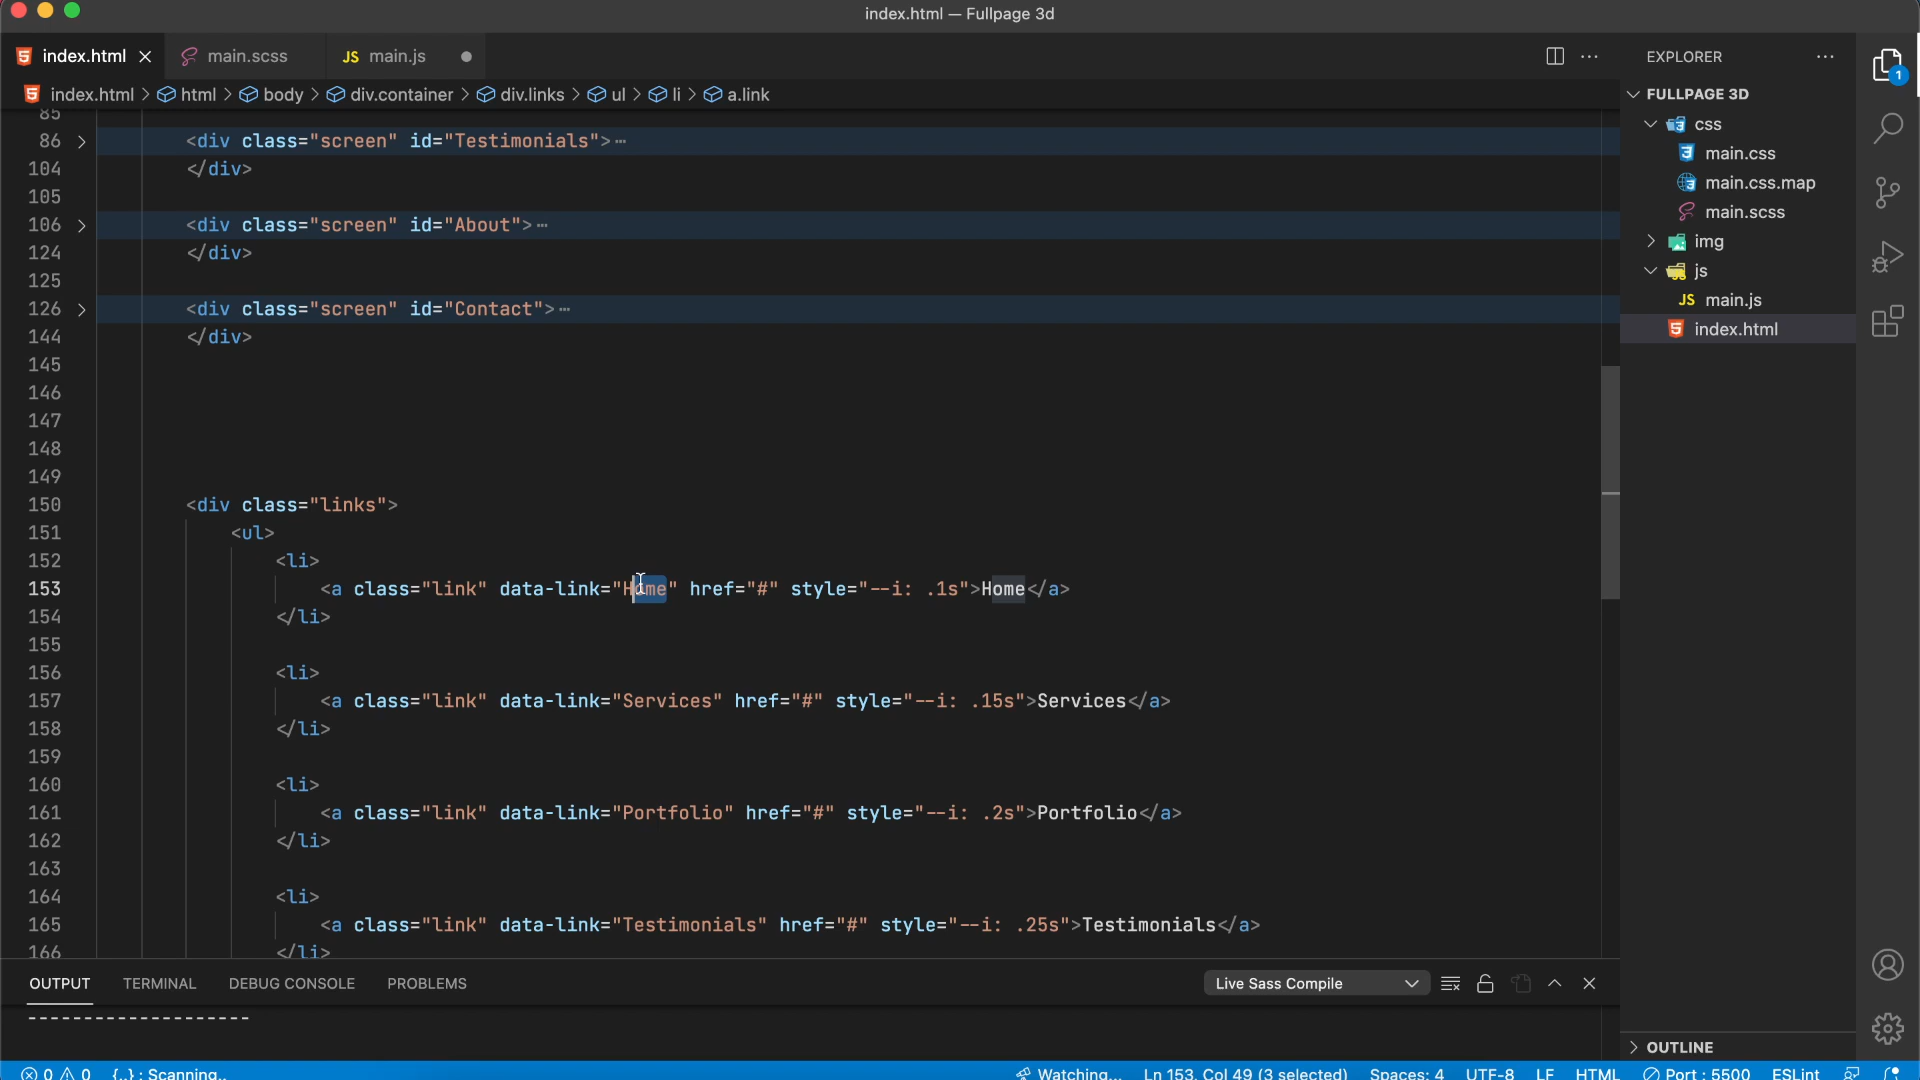 index.html — Fullpage 3d
index.html
main.scss
JS main.js
EXPLORER
index.html > html > body > div.container > div.links > ul > li > a.link
85
86 <div class="screen" id="Testimonials">⋯
104 </div>
105
106 <div class="screen" id="About">⋯
124 </div>
125
126 <div class="screen" id="Contact">⋯
144 </div>
145
146
147
148
149
150 <div class="links">
151 <ul>
152 <li>
153 <a class="link" data-link="Home" href="#" style="--i: .1s">Home</a>
154 </li>
155
156 <li>
157 <a class="link" data-link="Services" href="#" style="--i: .15s">Services</a>
158 </li>
159
160 <li>
161 <a class="link" data-link="Portfolio" href="#" style="--i: .2s">Portfolio</a>
162 </li>
163
164 <li>
165 <a class="link" data-link="Testimonials" href="#" style="--i: .25s">Testimonials</a>
166 </li>
FULLPAGE 3D
css
main.css
main.css.map
main.scss
img
js
JS main.js
index.html
1
OUTLINE
OUTPUT TERMINAL DEBUG CONSOLE PROBLEMS
Live Sass Compile
--------------------
0 0 {..} : Scanning.. Watching... Ln 153, Col 49 (3 selected) Spaces: 4 UTF-8 LF HTML Port : 5500 ESLint